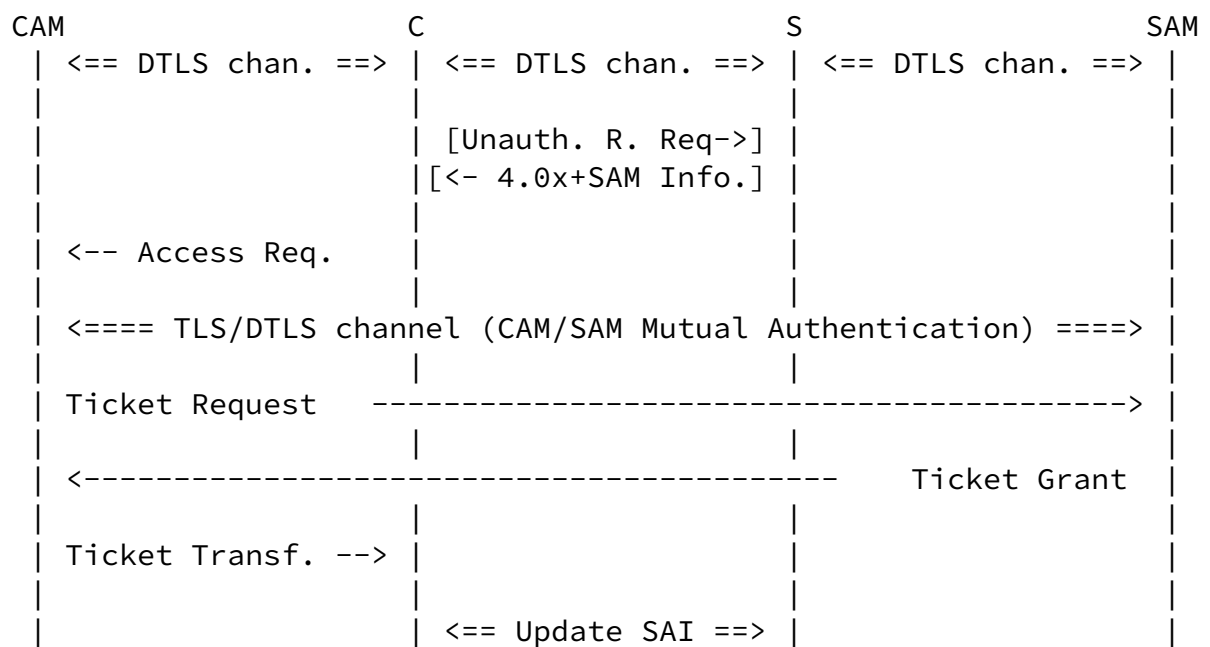 CAM C S SAM
| <== DTLS chan. ==> | <== DTLS chan. ==> | <== DTLS chan. ==> |
| [Unauth. R. Req->] |
|[<- 4.0x+SAM Info.] |
| <-- Access Req. |
| <==== TLS/DTLS channel (CAM/SAM Mutual Authentication) ====> |
| Ticket Request ------------------------------------------> |
| <------------------------------------------ Ticket Grant |
| Ticket Transf. --> |
| <== Update SAI ==> |